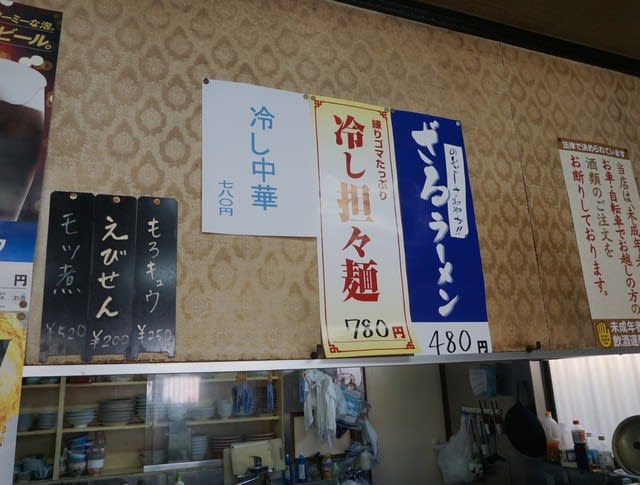 ーミーな泡。
ビール。
円
モツ煮
¥520
えびせん
¥200
もろキュウ
¥250
冷し中華
七八〇円
練りゴマたっぷり
冷し担々麺
780円
のどごしさわやか!!
ざるラーメン
480円
法律で決められています
当店は、未成年者
お車・自転車でお越しの方の
酒類のご注文を
お断りしております。
未成年者
飲酒運